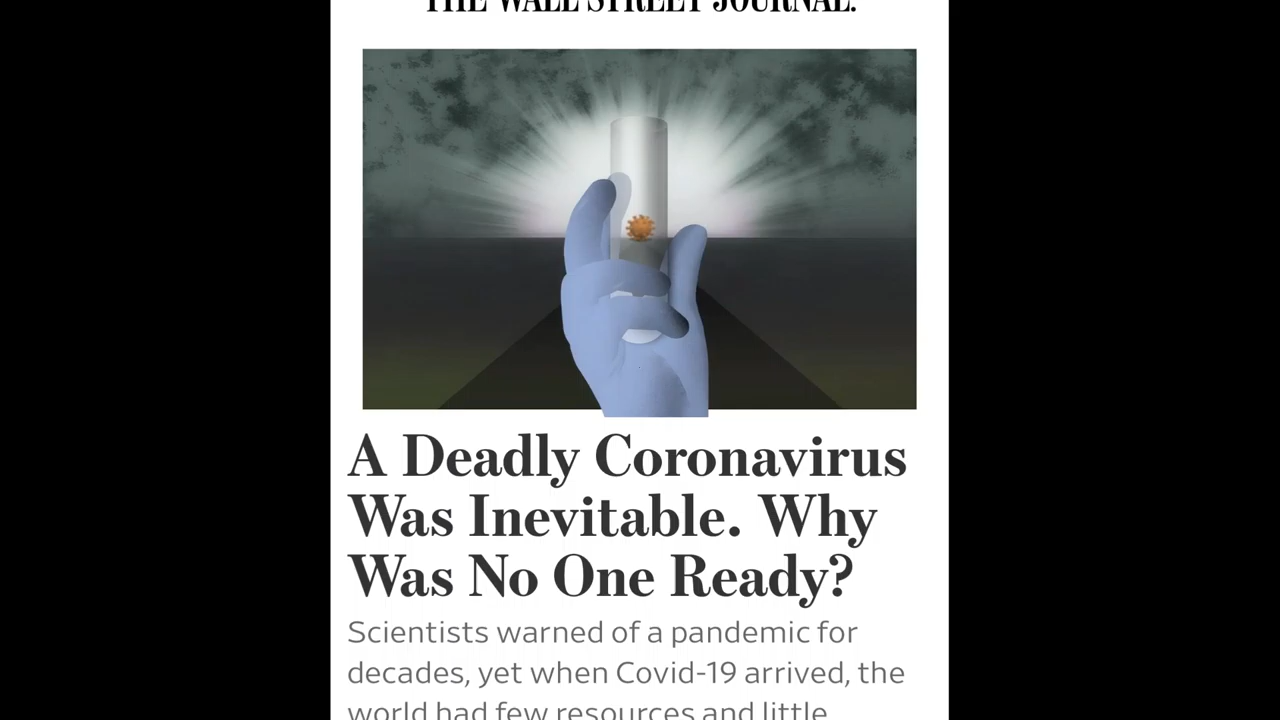 THE WALL STREET JOURNAL.
A Deadly Coronavirus
Was Inevitable. Why
Was No One Ready?
Scientists warned of a pandemic for
decades, yet when Covid-19 arrived, the
world had few resources and little